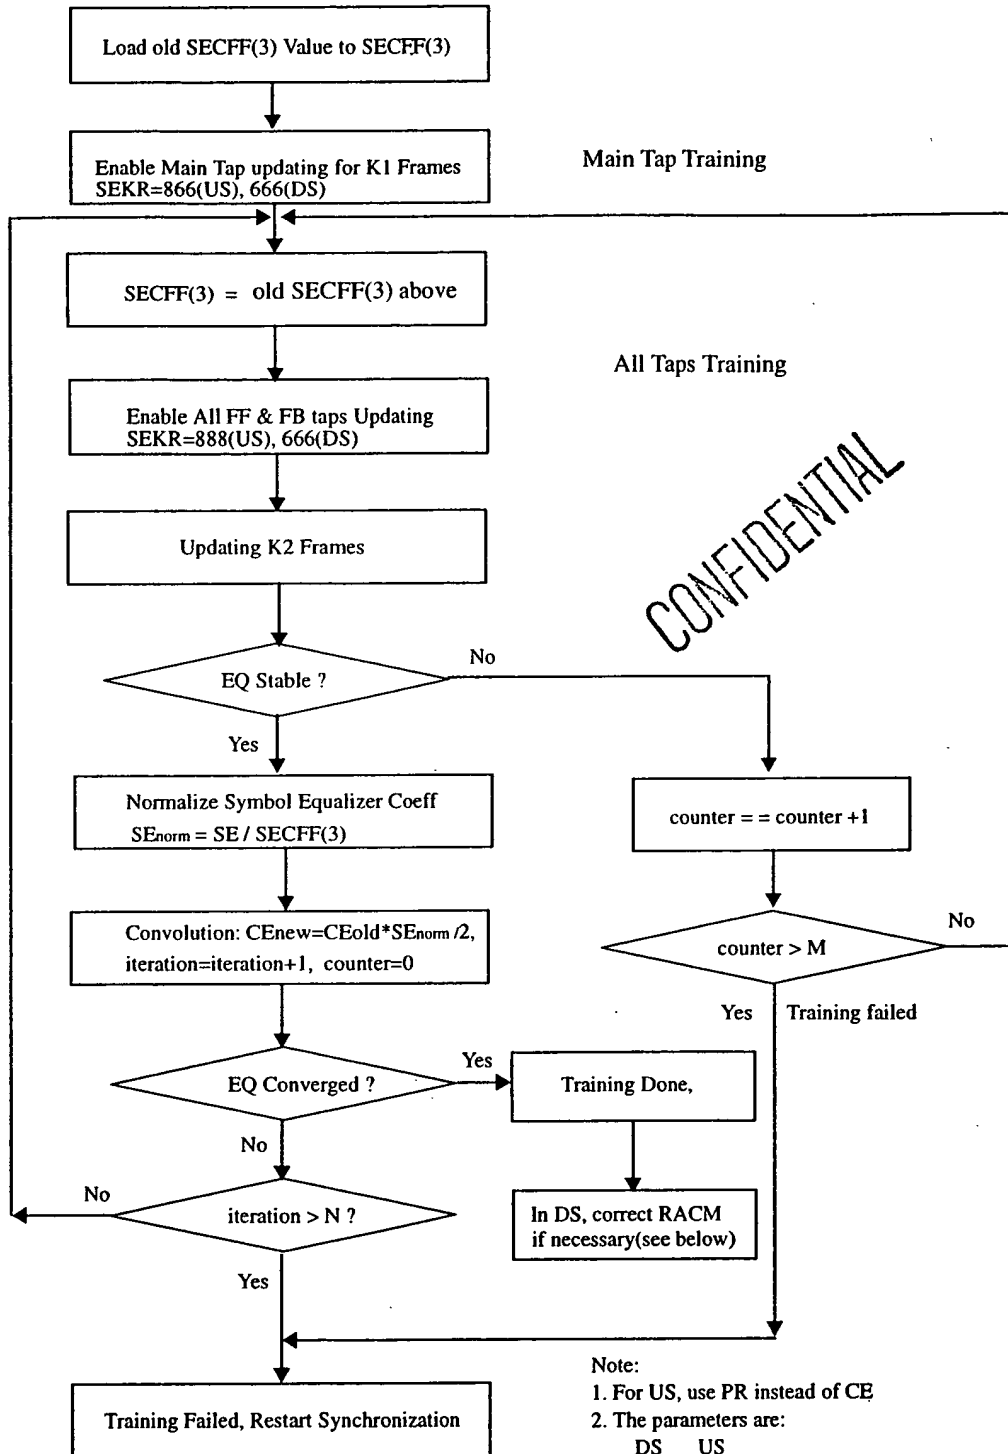 Load old SECFF(3) Value to SECFF(3)
Enable Main Tap updating for K1 Frames
SEKR=866(US), 666(DS)
Main Tap Training
SECFF(3) = old SECFF(3) above
All Taps Training
Enable All FF & FB taps Updating
SEKR=888(US), 666(DS)
CONFIDENTIAL
Updating K2 Frames
EQ Stable ?
No
Yes
Normalize Symbol Equalizer Coeff
SEnorm = SE / SECFF(3)
counter = = counter +1
Convolution: CEnew=CEold*SEnorm /2,
iteration=iteration+1, counter=0
counter > M
No
Yes
Training failed
EQ Converged ?
Yes
Training Done,
No
No
iteration > N ?
In DS, correct RACM
if necessary(see below)
Yes
Training Failed, Restart Synchronization
Note:
1. For US, use PR instead of CE
2. The parameters are:
DS US